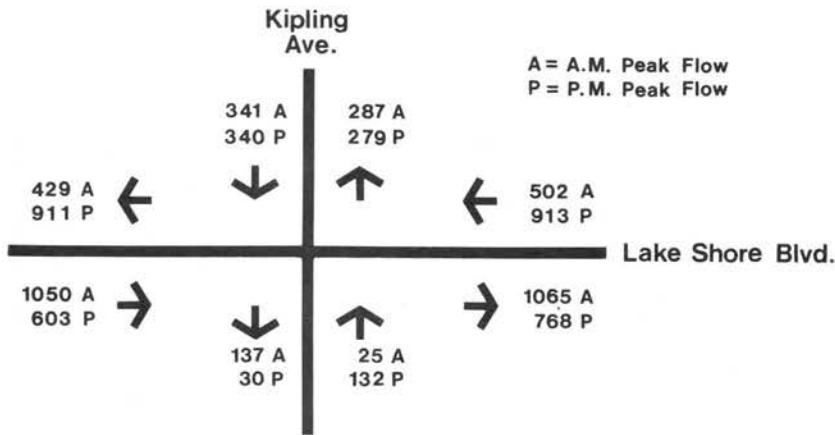 Kipling
Ave.
A = A.M. Peak Flow
P = P.M. Peak Flow
341 A
340 P
287 A
279 P
429 A
911 P
502 A
913 P
Lake Shore Blvd.
1050 A
603 P
1065 A
768 P
137 A
30 P
25 A
132 P